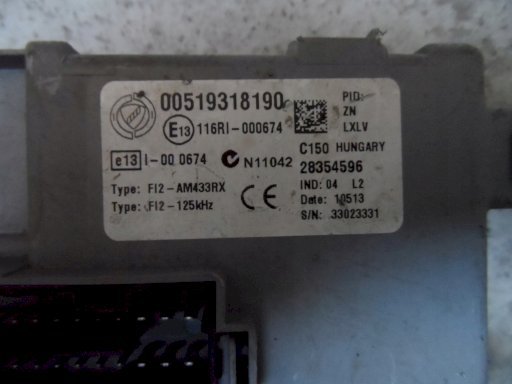 00519318190
PID:
ZN
LXLV
E13 116RI-000674
e13 I-00 0674
N11042
C150 HUNGARY
28354596
Type: FI2-AM433RX
Type: FI2-125kHz
CE
IND: 04 L2
Date: 10513
S/N: 33023331